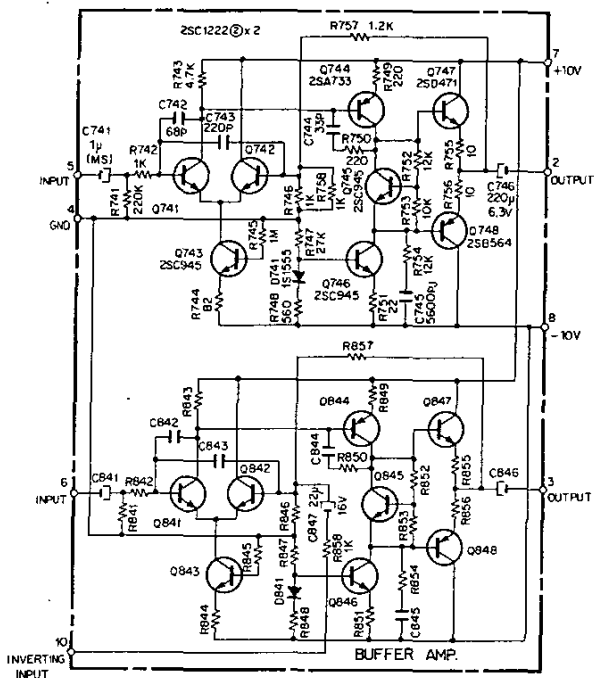 2SC1222②x2
R757 1.2K
R743
4.7K
Q744
2SA733
R749
220
Q747
2SD471
7
+10V
C742
68P
C743
220P
C744
33P
R750
220
R752
12K
R755
10
C741
1μ
(MS)
R742
1K
Q742
5
INPUT
R741
220K
Q741
R746
R758
1K
Q745
2SC945
R753
10K
R756
10
C746
220μ
6.3V
2
OUTPUT
4
GND
R745
1M
R747
27K
Q748
2SB564
Q743
2SC945
D741
1S1555
Q746
2SC945
R754
12K
R744
82
R748
560
R751
22
C745
5600PJ
8
-10V
R857
R843
Q844
R849
Q847
C842
C843
C844
R850
R852
R855
C841
R842
Q842
Q845
C846
6
INPUT
R841
Q841
R846
C847
22μ
16V
R853
R856
3
OUTPUT
R845
R847
R858
1K
Q848
Q843
D841
Q846
R854
R844
R848
R851
C845
10
INVERTING
INPUT
BUFFER AMP.